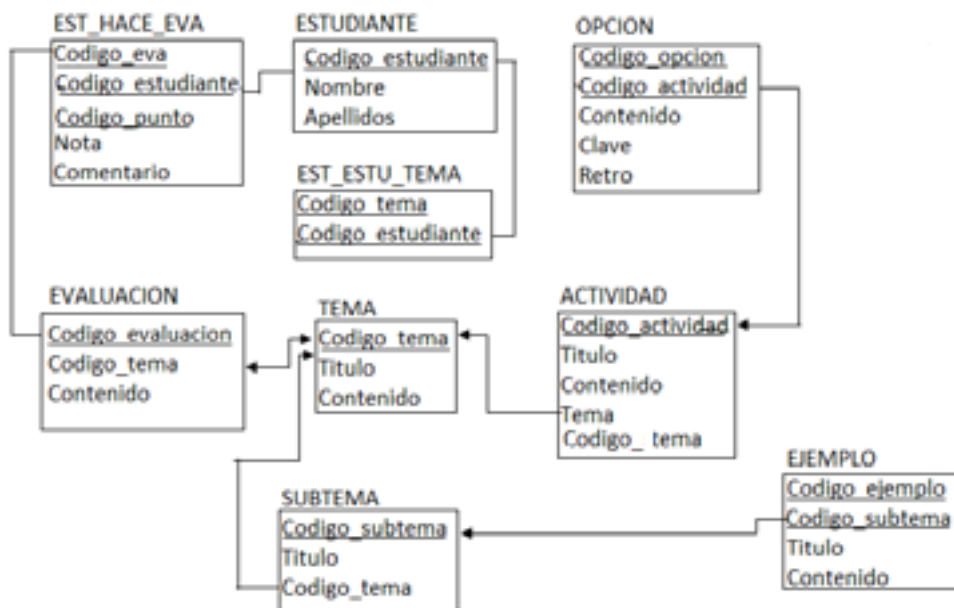 EST_HACE_EVA
Codigo_eva
Codigo_estudiante
Codigo_punto
Nota
Comentario
ESTUDIANTE
Codigo_estudiante
Nombre
Apellidos
OPCION
Codigo_opcion
Codigo_actividad
Contenido
Clave
Retro
EST_ESTU_TEMA
Codigo_tema
Codigo_estudiante
EVALUACION
Codigo_evaluacion
Codigo_tema
Contenido
TEMA
Codigo_tema
Titulo
Contenido
ACTIVIDAD
Codigo_actividad
Titulo
Contenido
Tema
Codigo_ tema
SUBTEMA
Codigo_subtema
Titulo
Codigo_tema
EJEMPLO
Codigo_ejemplo
Codigo_subtema
Titulo
Contenido